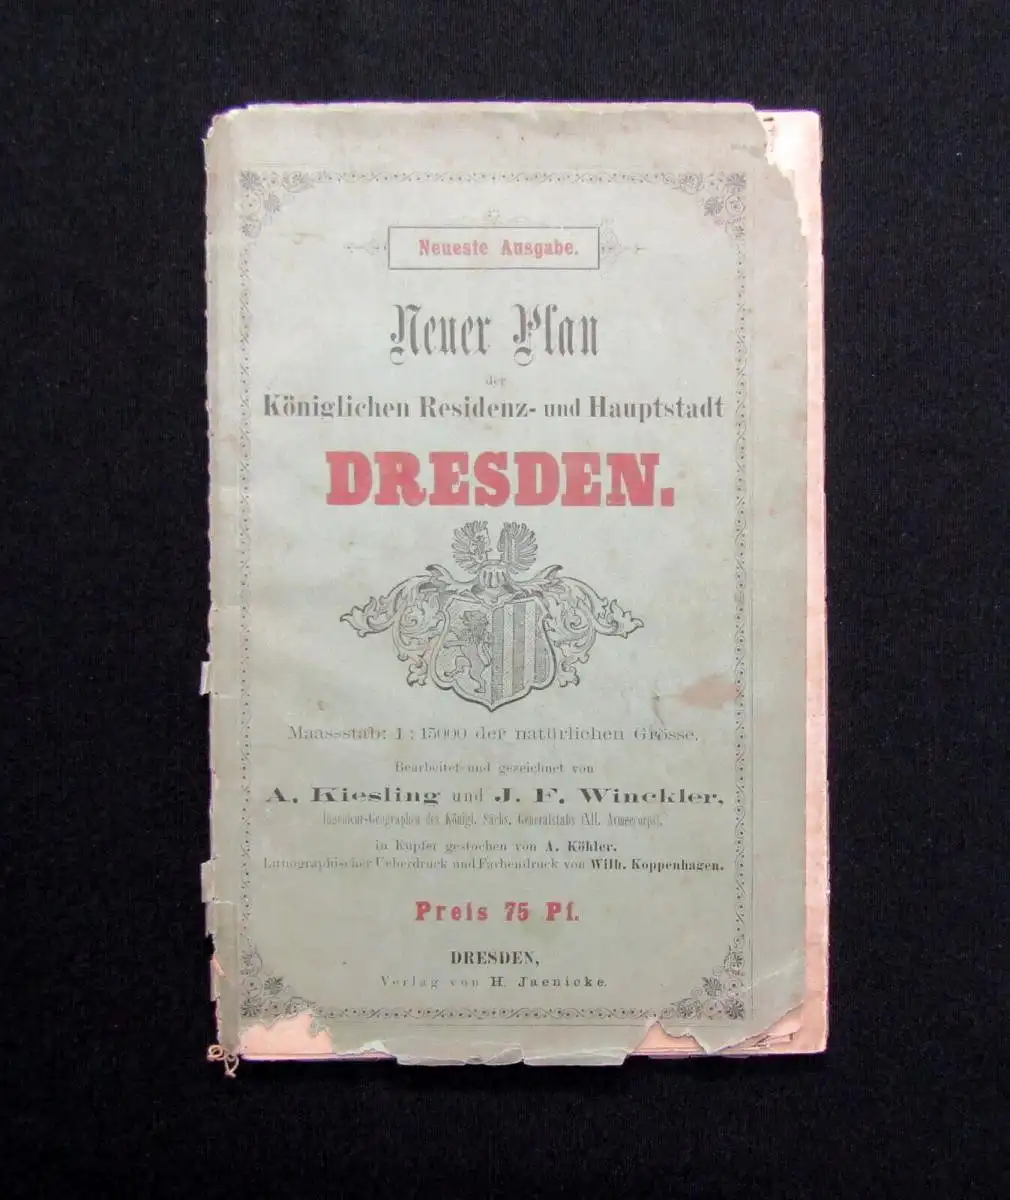 Neueste Ausgabe.
Neuer Plan
der
Königlichen Residenz- und Hauptstadt
DRESDEN.
Maassstab: 1 : 15000 der natürlichen Grösse.
Bearbeitet und gezeichnet von
A. Kiesling und J. F. Winckler,
Ingenieur-Geographen des Königl. Sächs. Generalstabs (XII. Armeecorps).
in Kupfer gestochen von A. Köhler.
Lithographischer Ueberdruck und Farbendruck von Wilh. Koppenhagen.
Preis 75 Pf.
DRESDEN,
Verlag von H. Jaenicke.